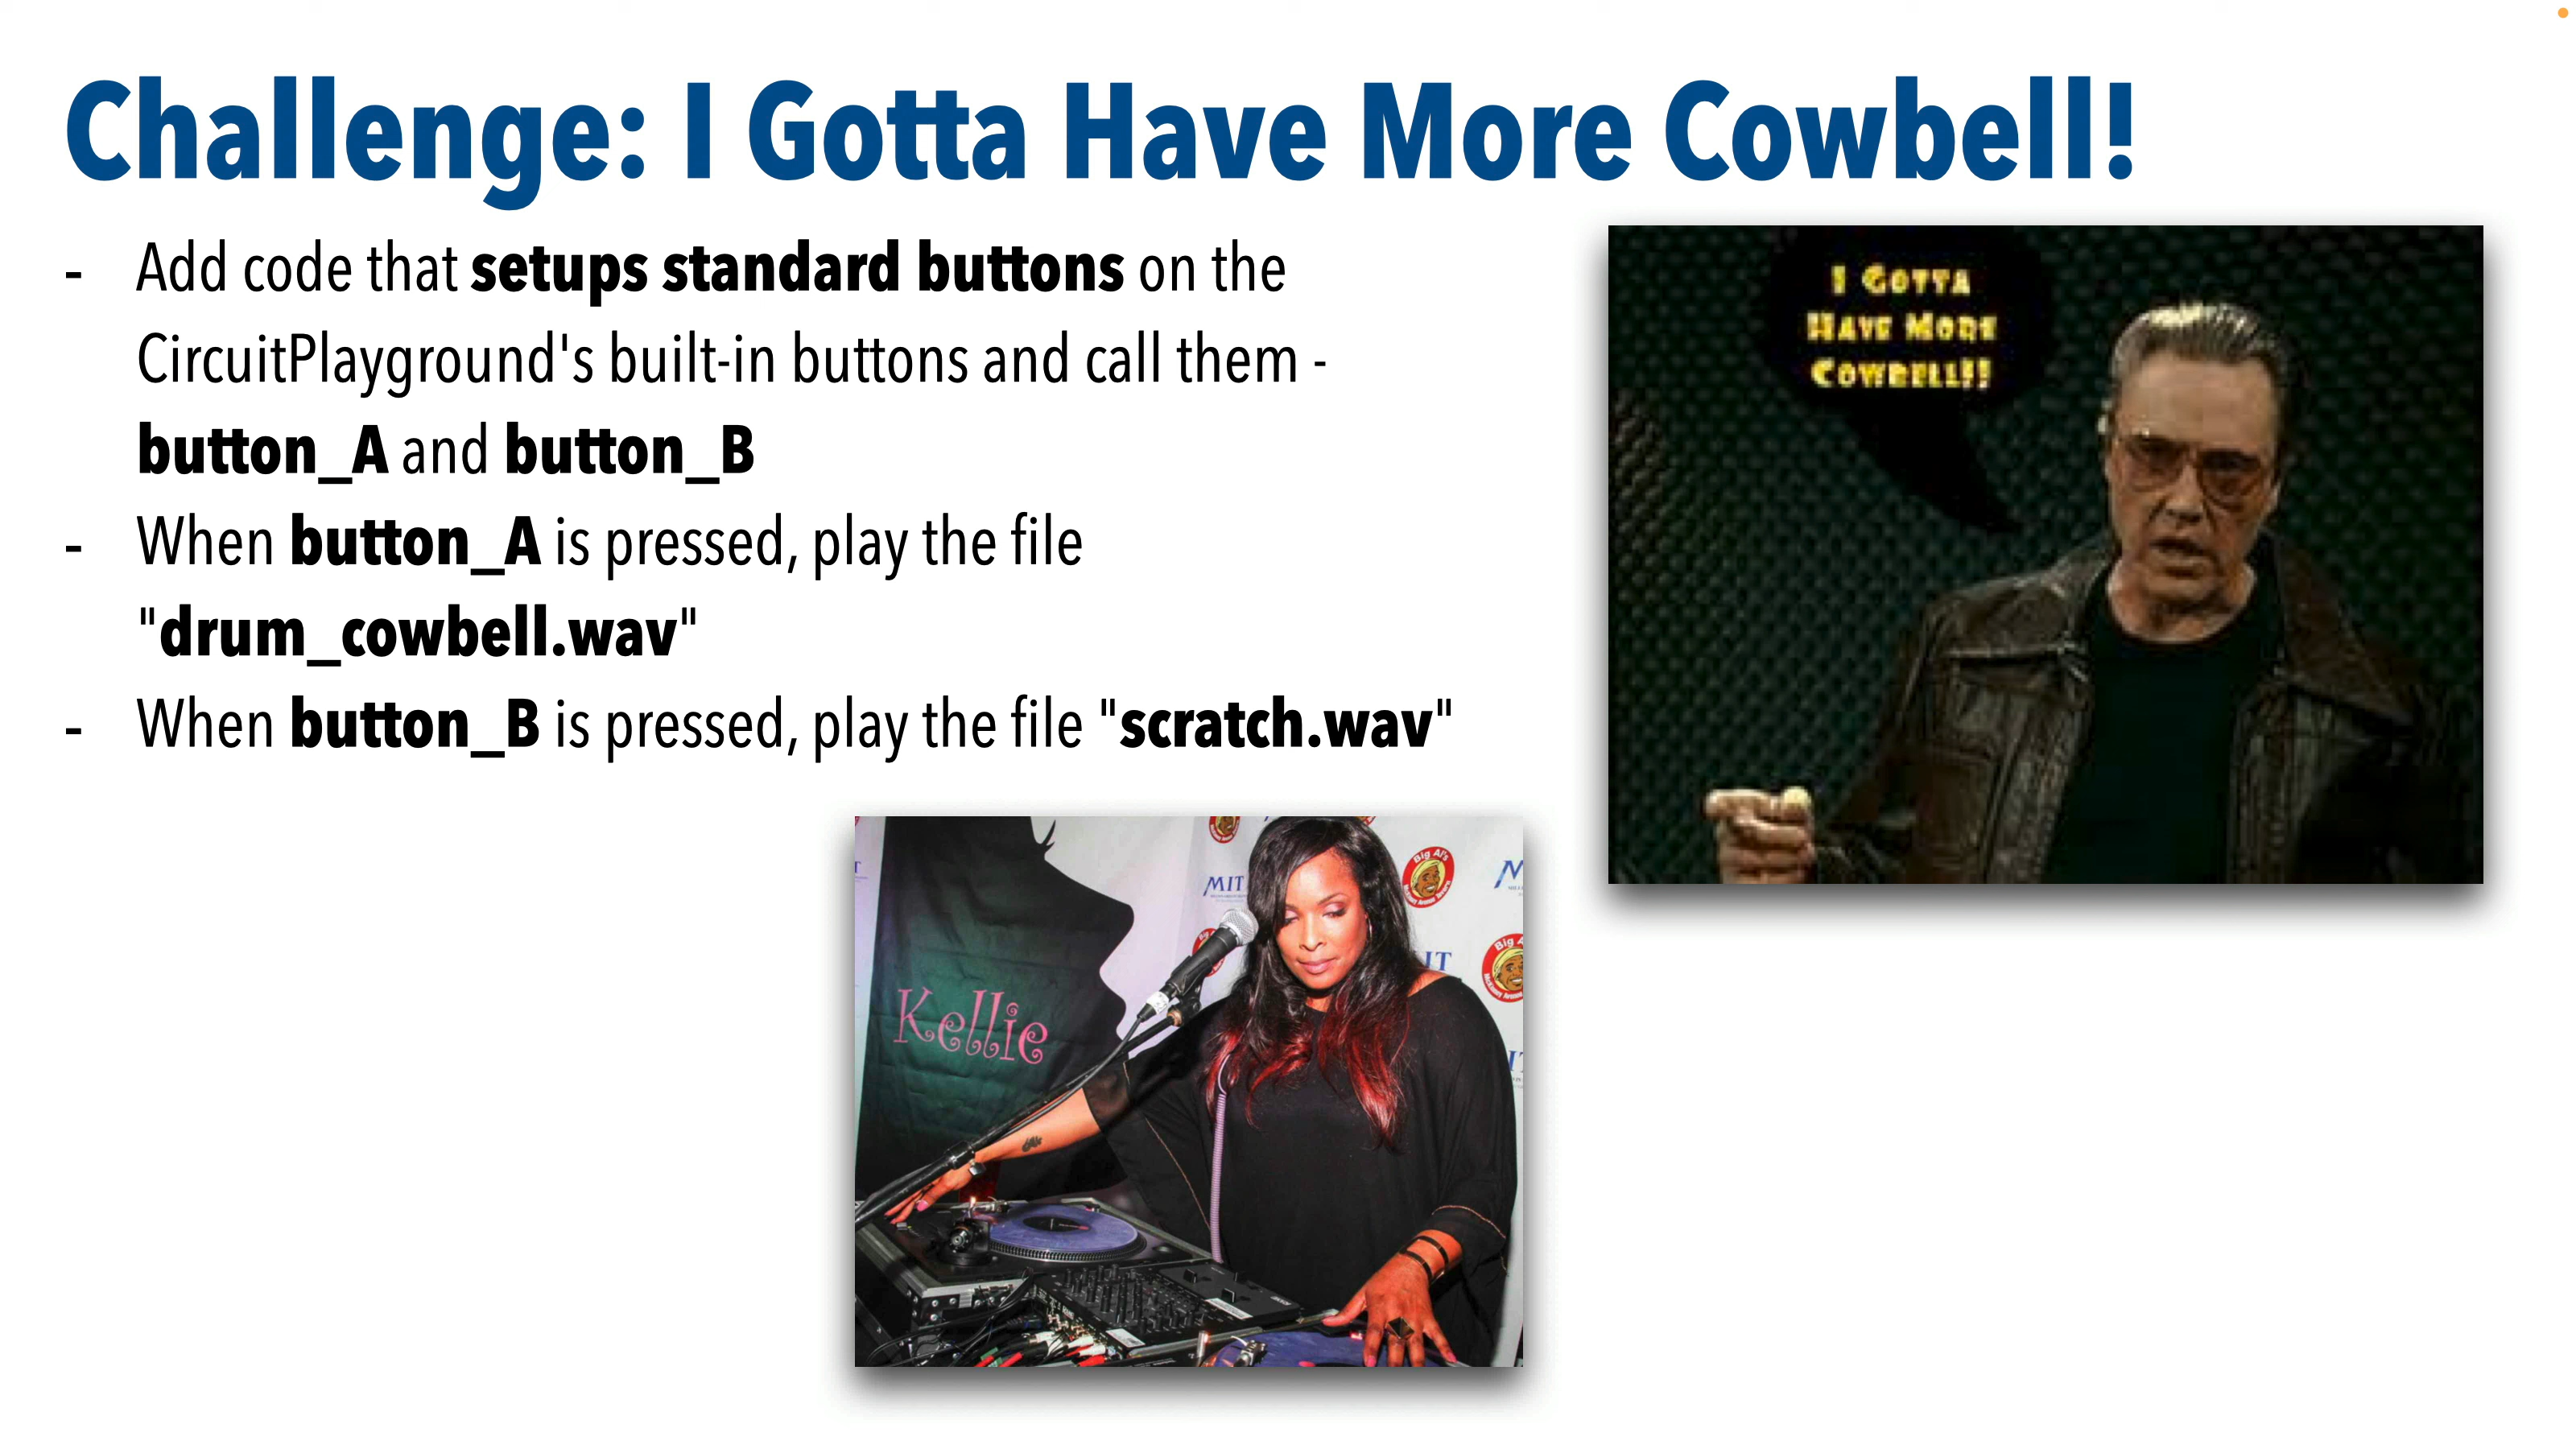 Challenge: I Gotta Have More Cowbell!
- Add code that setups standard buttons on the
CircuitPlayground's built-in buttons and call them -
button_A and button_B
- When button_A is pressed, play the file
"drum_cowbell.wav"
- When button_B is pressed, play the file "scratch.wav"
I GOTTA
HAVE MORE
COWBELL!!
Kellie
MIT
Big Al's